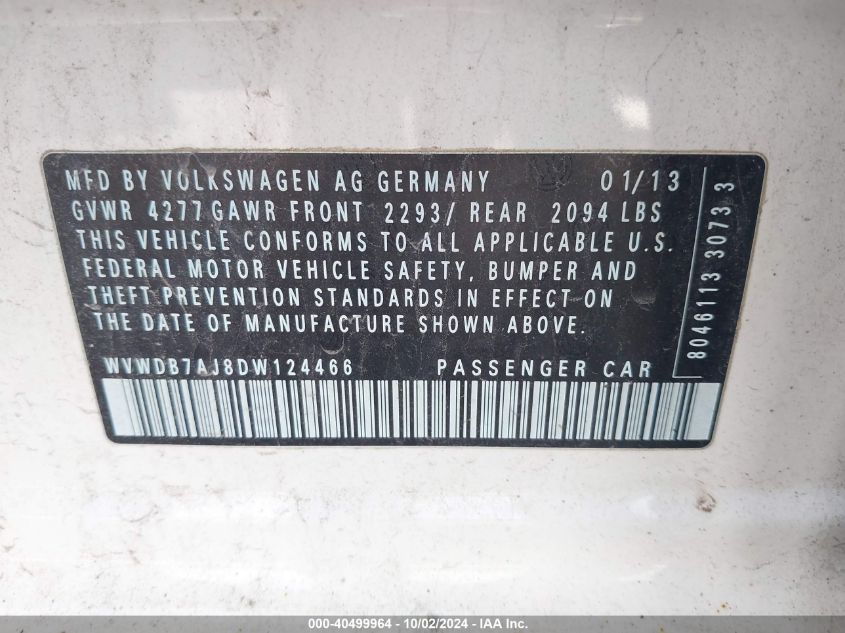 MFD BY VOLKSWAGEN AG GERMANY 01/13
GVWR 4277 GAWR FRONT 2293/ REAR 2094 LBS
THIS VEHICLE CONFORMS TO ALL APPLICABLE U.S.
FEDERAL MOTOR VEHICLE SAFETY, BUMPER AND
THEFT PREVENTION STANDARDS IN EFFECT ON
THE DATE OF MANUFACTURE SHOWN ABOVE.
WVWDB7AJ8DW124466 PASSENGER CAR
8046113 30733
000-40499964 - 10/02/2024 - IAA Inc.